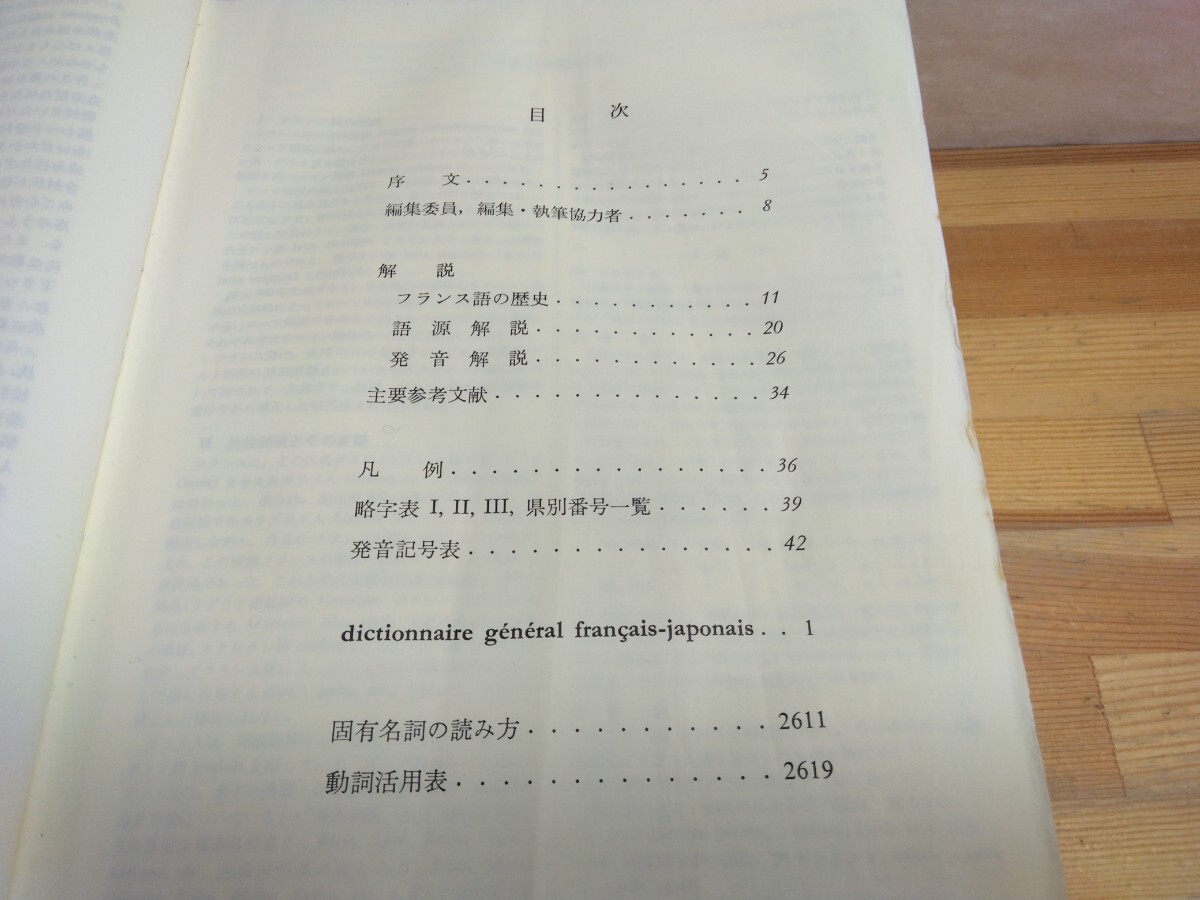 目　　次
序　文 . . . . . . . . . . . . . . . . 5
編集委員，編集・執筆協力者 . . . . . . . 8
解　説
フランス語の歴史 . . . . . . . . . . . 11
語　源　解　説 . . . . . . . . . . . . 20
発　音　解　説 . . . . . . . . . . . . 26
主要参考文献 . . . . . . . . . . . . . 34
凡　例 . . . . . . . . . . . . . . . 36
略字表 I, II, III, 県別番号一覧 . . . . . . 39
発音記号表 . . . . . . . . . . . . . . 42
dictionnaire général français-japonais . . 1
固有名詞の読み方 . . . . . . . . . . . 2611
動詞活用表 . . . . . . . . . . . . . . 2619